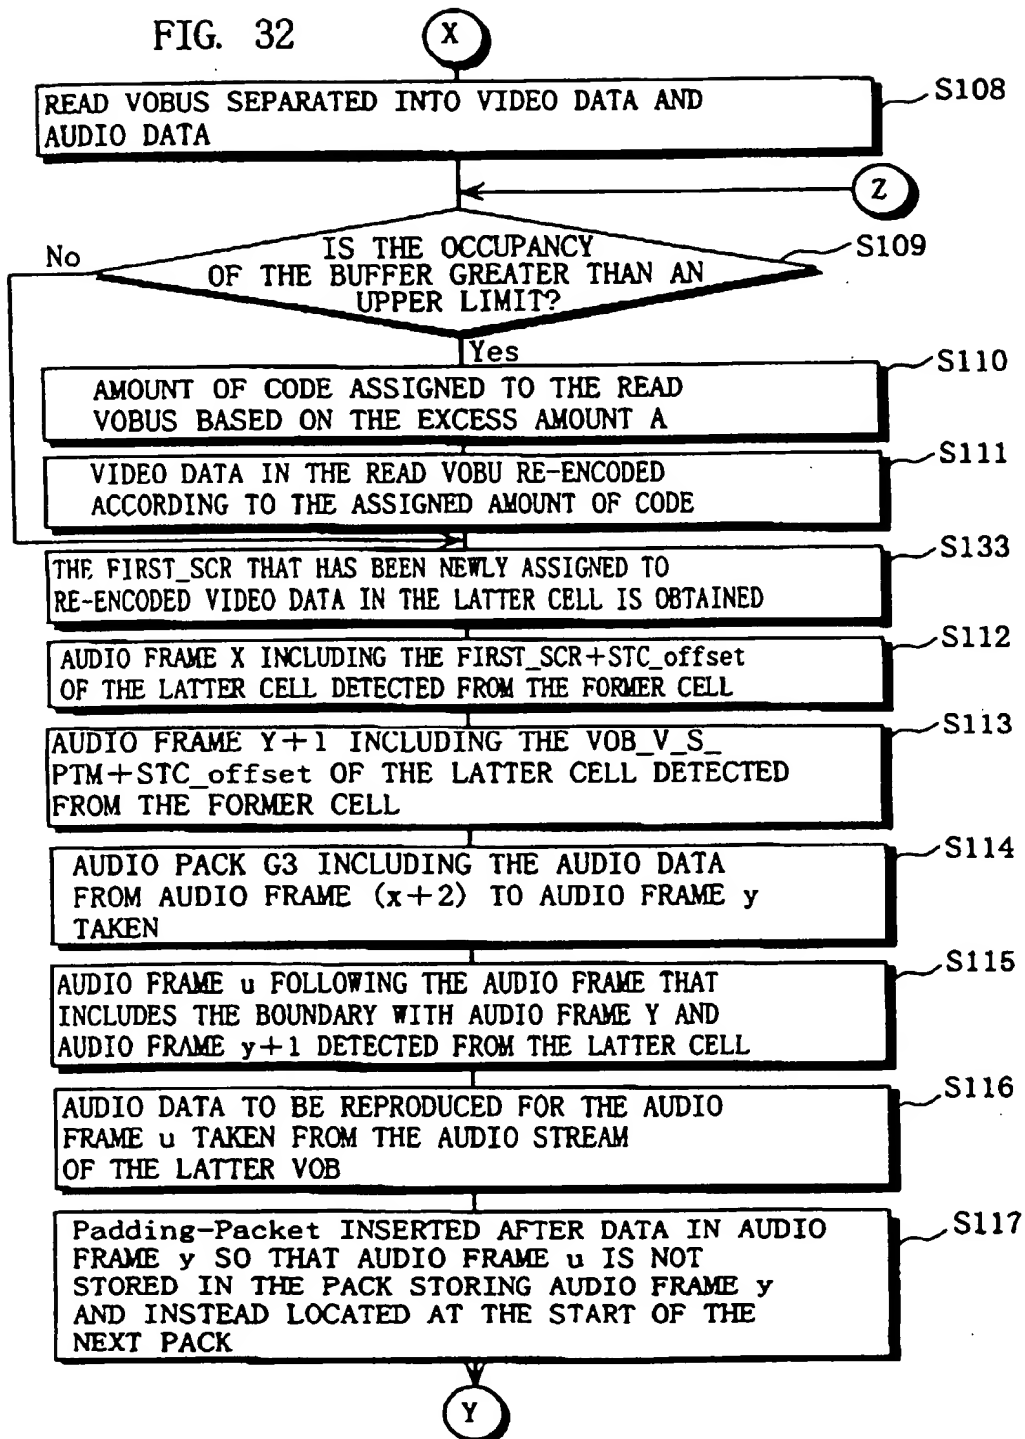 FIG. 32
X
READ VOBUS SEPARATED INTO VIDEO DATA AND
AUDIO DATA
S108
Z
IS THE OCCUPANCY
OF THE BUFFER GREATER THAN AN
UPPER LIMIT?
S109
No
Yes
AMOUNT OF CODE ASSIGNED TO THE READ
VOBUS BASED ON THE EXCESS AMOUNT A
S110
VIDEO DATA IN THE READ VOBU RE-ENCODED
ACCORDING TO THE ASSIGNED AMOUNT OF CODE
S111
THE FIRST_SCR THAT HAS BEEN NEWLY ASSIGNED TO
RE-ENCODED VIDEO DATA IN THE LATTER CELL IS OBTAINED
S133
AUDIO FRAME X INCLUDING THE FIRST_SCR+STC_offset
OF THE LATTER CELL DETECTED FROM THE FORMER CELL
S112
AUDIO FRAME Y+1 INCLUDING THE VOB_V_S_
PTM+STC_offset OF THE LATTER CELL DETECTED
FROM THE FORMER CELL
S113
AUDIO PACK G3 INCLUDING THE AUDIO DATA
FROM AUDIO FRAME (x+2) TO AUDIO FRAME y
TAKEN
S114
AUDIO FRAME u FOLLOWING THE AUDIO FRAME THAT
INCLUDES THE BOUNDARY WITH AUDIO FRAME Y AND
AUDIO FRAME y+1 DETECTED FROM THE LATTER CELL
S115
AUDIO DATA TO BE REPRODUCED FOR THE AUDIO
FRAME u TAKEN FROM THE AUDIO STREAM
OF THE LATTER VOB
S116
Padding-Packet INSERTED AFTER DATA IN AUDIO
FRAME y SO THAT AUDIO FRAME u IS NOT
STORED IN THE PACK STORING AUDIO FRAME y
AND INSTEAD LOCATED AT THE START OF THE
NEXT PACK
S117
Y